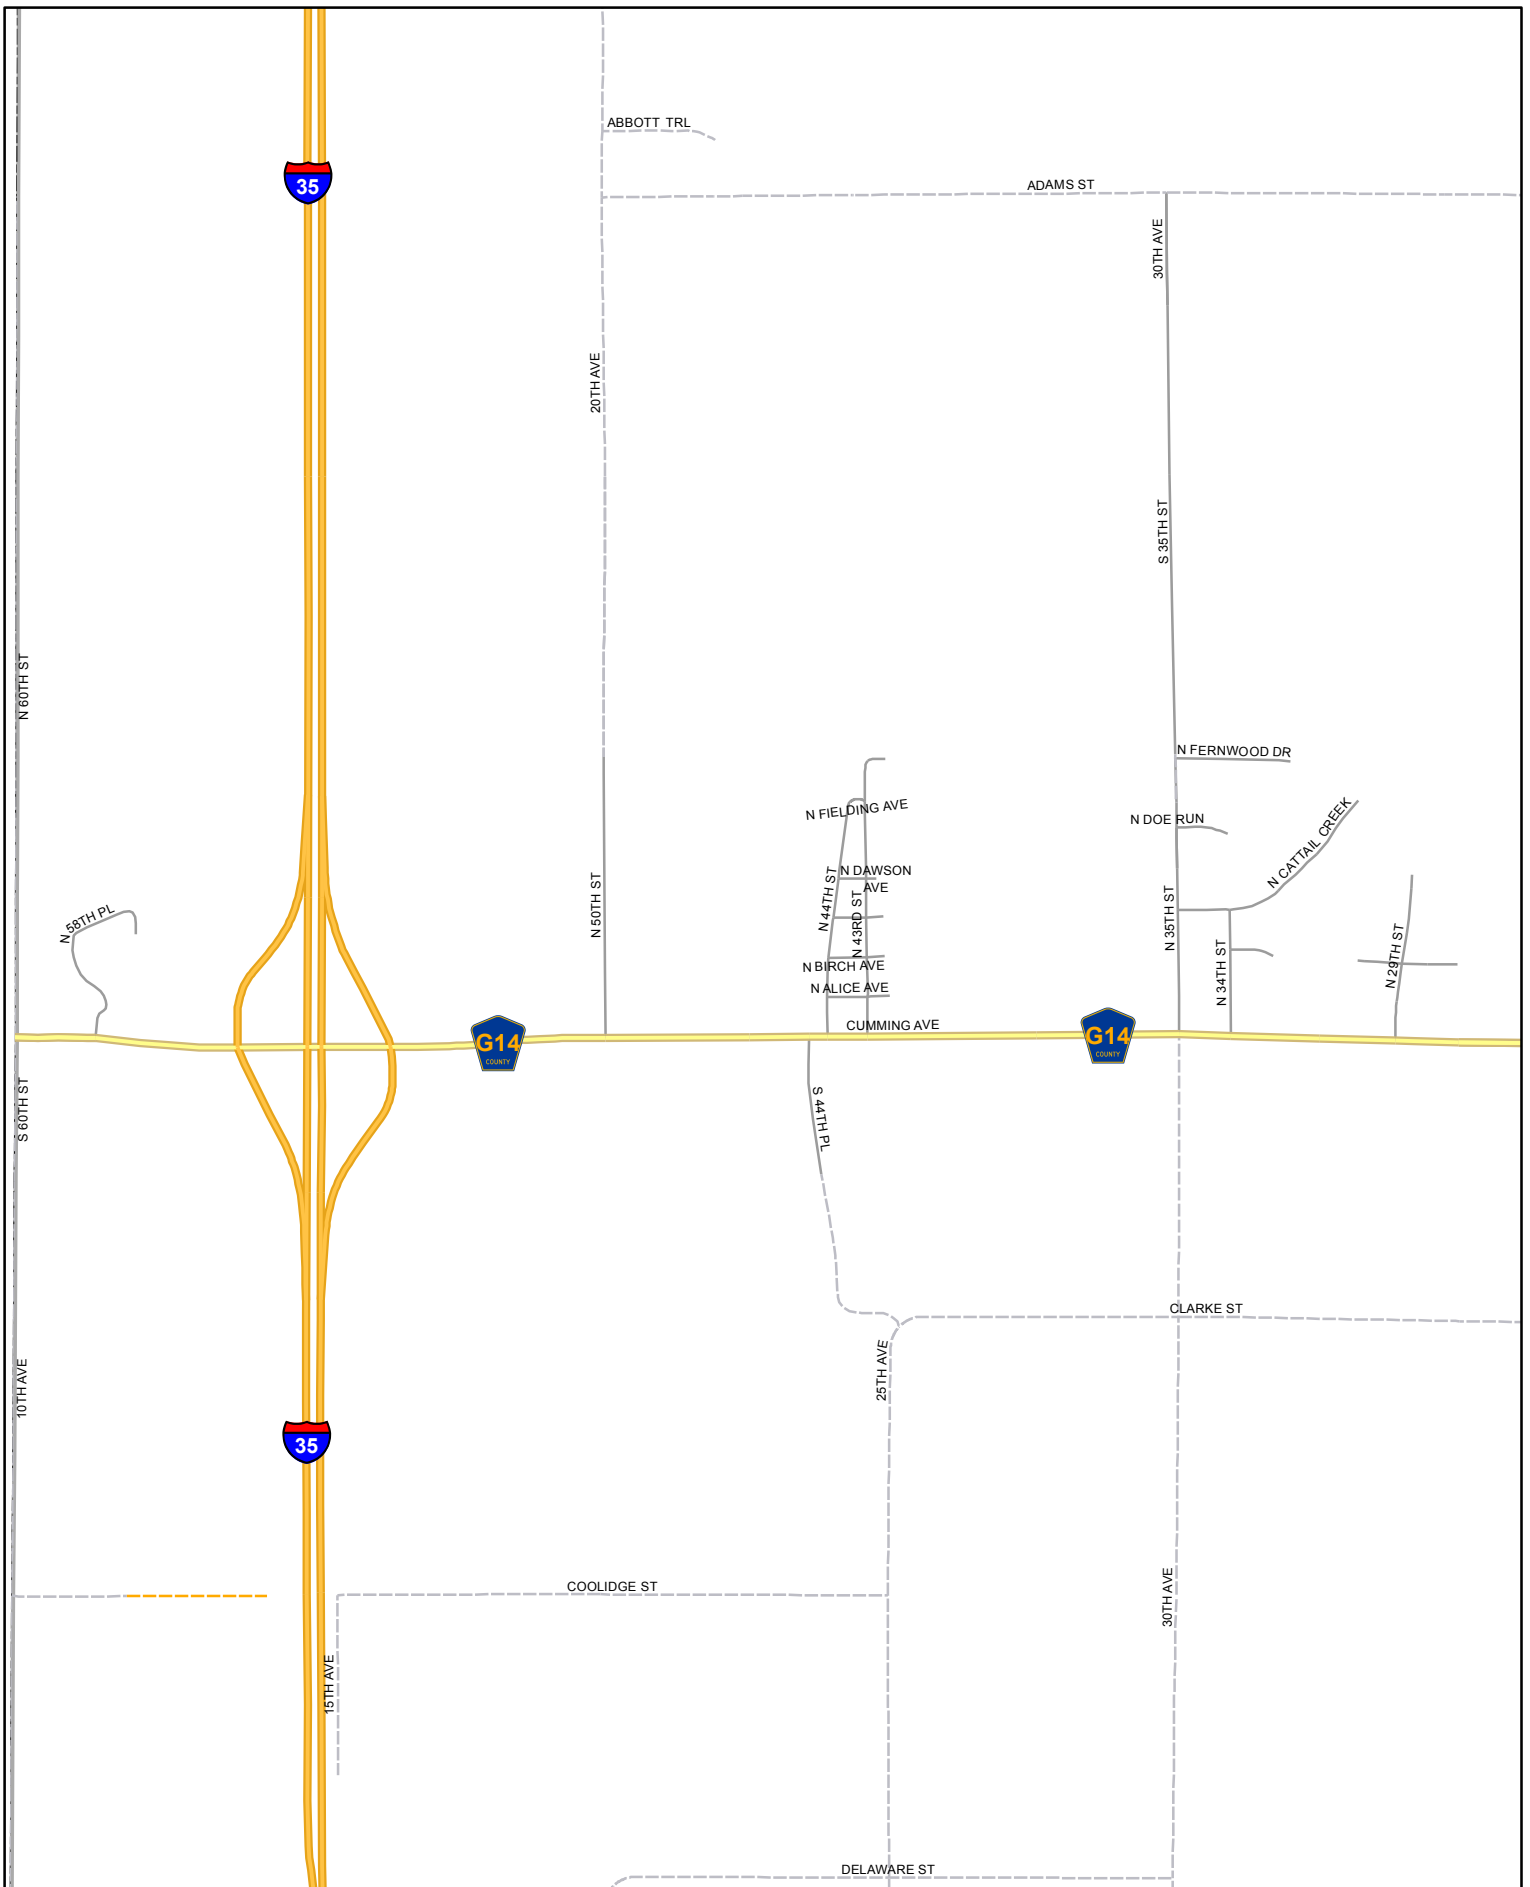 ABBOTT TRL
35
ADAMS ST
30TH AVE
20TH AVE
S 35TH ST
N 60TH ST
N FERNWOOD DR
N FIELDING AVE
N DOE RUN
N CATTAIL CREEK
N DAWSON
AVE
N 44TH ST
N 43RD ST
N 50TH ST
N 35TH ST
N 58TH PL
N 34TH ST
N 29TH ST
N BIRCH AVE
N ALICE AVE
CUMMING AVE
G14
COUNTY
G14
COUNTY
S 60TH ST
S 44TH PL
CLARKE ST
25TH AVE
10TH AVE
35
COOLIDGE ST
30TH AVE
15TH AVE
DELAWARE ST